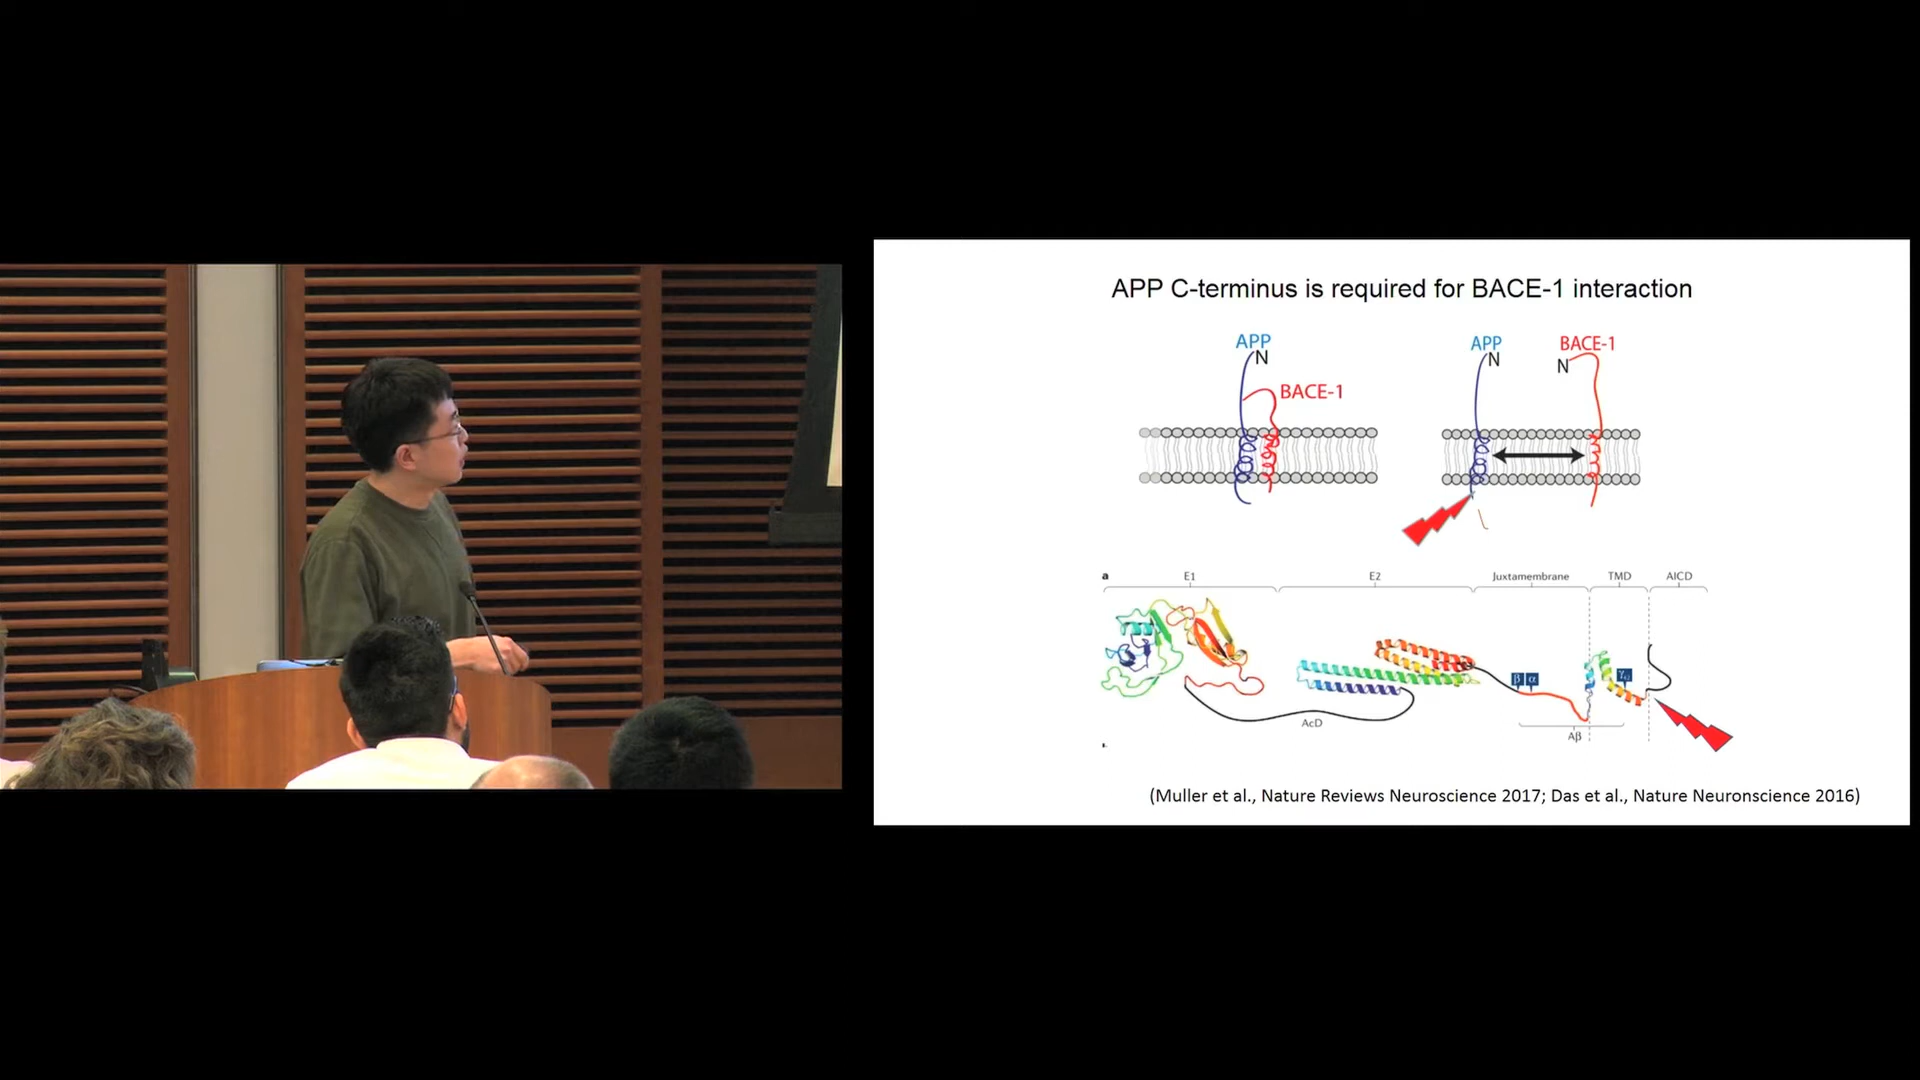 APP C-terminus is required for BACE-1 interaction
APP
N
BACE-1
APP
N
BACE-1
N
a
E1
E2
Juxtamembrane
TMD
AICD
β
α
AcD
Aβ
(Muller et al., Nature Reviews Neuroscience 2017; Das et al., Nature Neuronscience 2016)